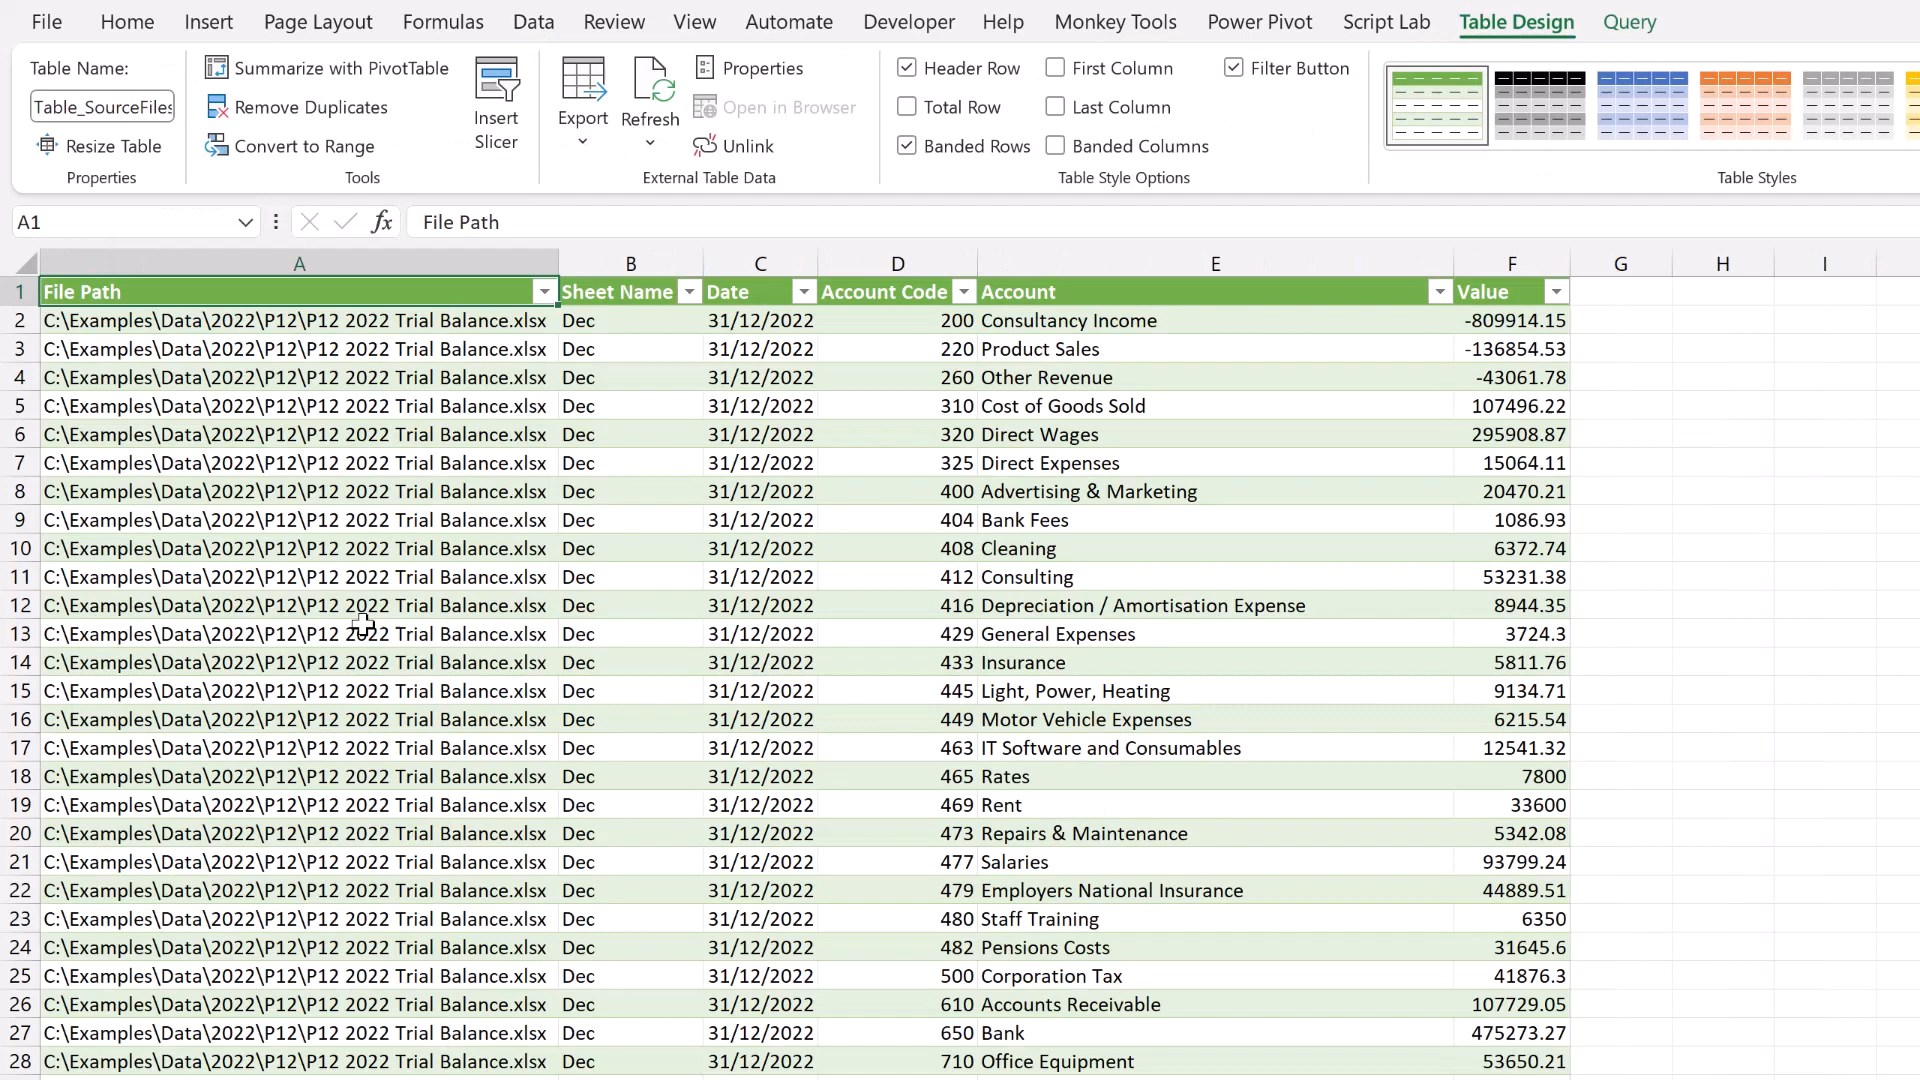 File Home Insert Page Layout Formulas Data Review View Automate Developer Help Monkey Tools Power Pivot Script Lab Table Design Query
Table Name: Summarize with PivotTable Properties Header Row First Column Filter Button
Table_SourceFiles Remove Duplicates Insert Slicer Export Refresh Open in Browser Total Row Last Column
Resize Table Convert to Range Unlink Banded Rows Banded Columns
Properties Tools External Table Data Table Style Options Table Styles
A1 fx File Path
A B C D E F G H I
1 File Path Sheet Name Date Account Code Account Value
2 C:\Examples\Data\2022\P12\P12 2022 Trial Balance.xlsx Dec 31/12/2022 200 Consultancy Income -809914.15
3 C:\Examples\Data\2022\P12\P12 2022 Trial Balance.xlsx Dec 31/12/2022 220 Product Sales -136854.53
4 C:\Examples\Data\2022\P12\P12 2022 Trial Balance.xlsx Dec 31/12/2022 260 Other Revenue -43061.78
5 C:\Examples\Data\2022\P12\P12 2022 Trial Balance.xlsx Dec 31/12/2022 310 Cost of Goods Sold 107496.22
6 C:\Examples\Data\2022\P12\P12 2022 Trial Balance.xlsx Dec 31/12/2022 320 Direct Wages 295908.87
7 C:\Examples\Data\2022\P12\P12 2022 Trial Balance.xlsx Dec 31/12/2022 325 Direct Expenses 15064.11
8 C:\Examples\Data\2022\P12\P12 2022 Trial Balance.xlsx Dec 31/12/2022 400 Advertising & Marketing 20470.21
9 C:\Examples\Data\2022\P12\P12 2022 Trial Balance.xlsx Dec 31/12/2022 404 Bank Fees 1086.93
10 C:\Examples\Data\2022\P12\P12 2022 Trial Balance.xlsx Dec 31/12/2022 408 Cleaning 6372.74
11 C:\Examples\Data\2022\P12\P12 2022 Trial Balance.xlsx Dec 31/12/2022 412 Consulting 53231.38
12 C:\Examples\Data\2022\P12\P12 2022 Trial Balance.xlsx Dec 31/12/2022 416 Depreciation / Amortisation Expense 8944.35
13 C:\Examples\Data\2022\P12\P12 2022 Trial Balance.xlsx Dec 31/12/2022 429 General Expenses 3724.3
14 C:\Examples\Data\2022\P12\P12 2022 Trial Balance.xlsx Dec 31/12/2022 433 Insurance 5811.76
15 C:\Examples\Data\2022\P12\P12 2022 Trial Balance.xlsx Dec 31/12/2022 445 Light, Power, Heating 9134.71
16 C:\Examples\Data\2022\P12\P12 2022 Trial Balance.xlsx Dec 31/12/2022 449 Motor Vehicle Expenses 6215.54
17 C:\Examples\Data\2022\P12\P12 2022 Trial Balance.xlsx Dec 31/12/2022 463 IT Software and Consumables 12541.32
18 C:\Examples\Data\2022\P12\P12 2022 Trial Balance.xlsx Dec 31/12/2022 465 Rates 7800
19 C:\Examples\Data\2022\P12\P12 2022 Trial Balance.xlsx Dec 31/12/2022 469 Rent 33600
20 C:\Examples\Data\2022\P12\P12 2022 Trial Balance.xlsx Dec 31/12/2022 473 Repairs & Maintenance 5342.08
21 C:\Examples\Data\2022\P12\P12 2022 Trial Balance.xlsx Dec 31/12/2022 477 Salaries 93799.24
22 C:\Examples\Data\2022\P12\P12 2022 Trial Balance.xlsx Dec 31/12/2022 479 Employers National Insurance 44889.51
23 C:\Examples\Data\2022\P12\P12 2022 Trial Balance.xlsx Dec 31/12/2022 480 Staff Training 6350
24 C:\Examples\Data\2022\P12\P12 2022 Trial Balance.xlsx Dec 31/12/2022 482 Pensions Costs 31645.6
25 C:\Examples\Data\2022\P12\P12 2022 Trial Balance.xlsx Dec 31/12/2022 500 Corporation Tax 41876.3
26 C:\Examples\Data\2022\P12\P12 2022 Trial Balance.xlsx Dec 31/12/2022 610 Accounts Receivable 107729.05
27 C:\Examples\Data\2022\P12\P12 2022 Trial Balance.xlsx Dec 31/12/2022 650 Bank 475273.27
28 C:\Examples\Data\2022\P12\P12 2022 Trial Balance.xlsx Dec 31/12/2022 710 Office Equipment 53650.21